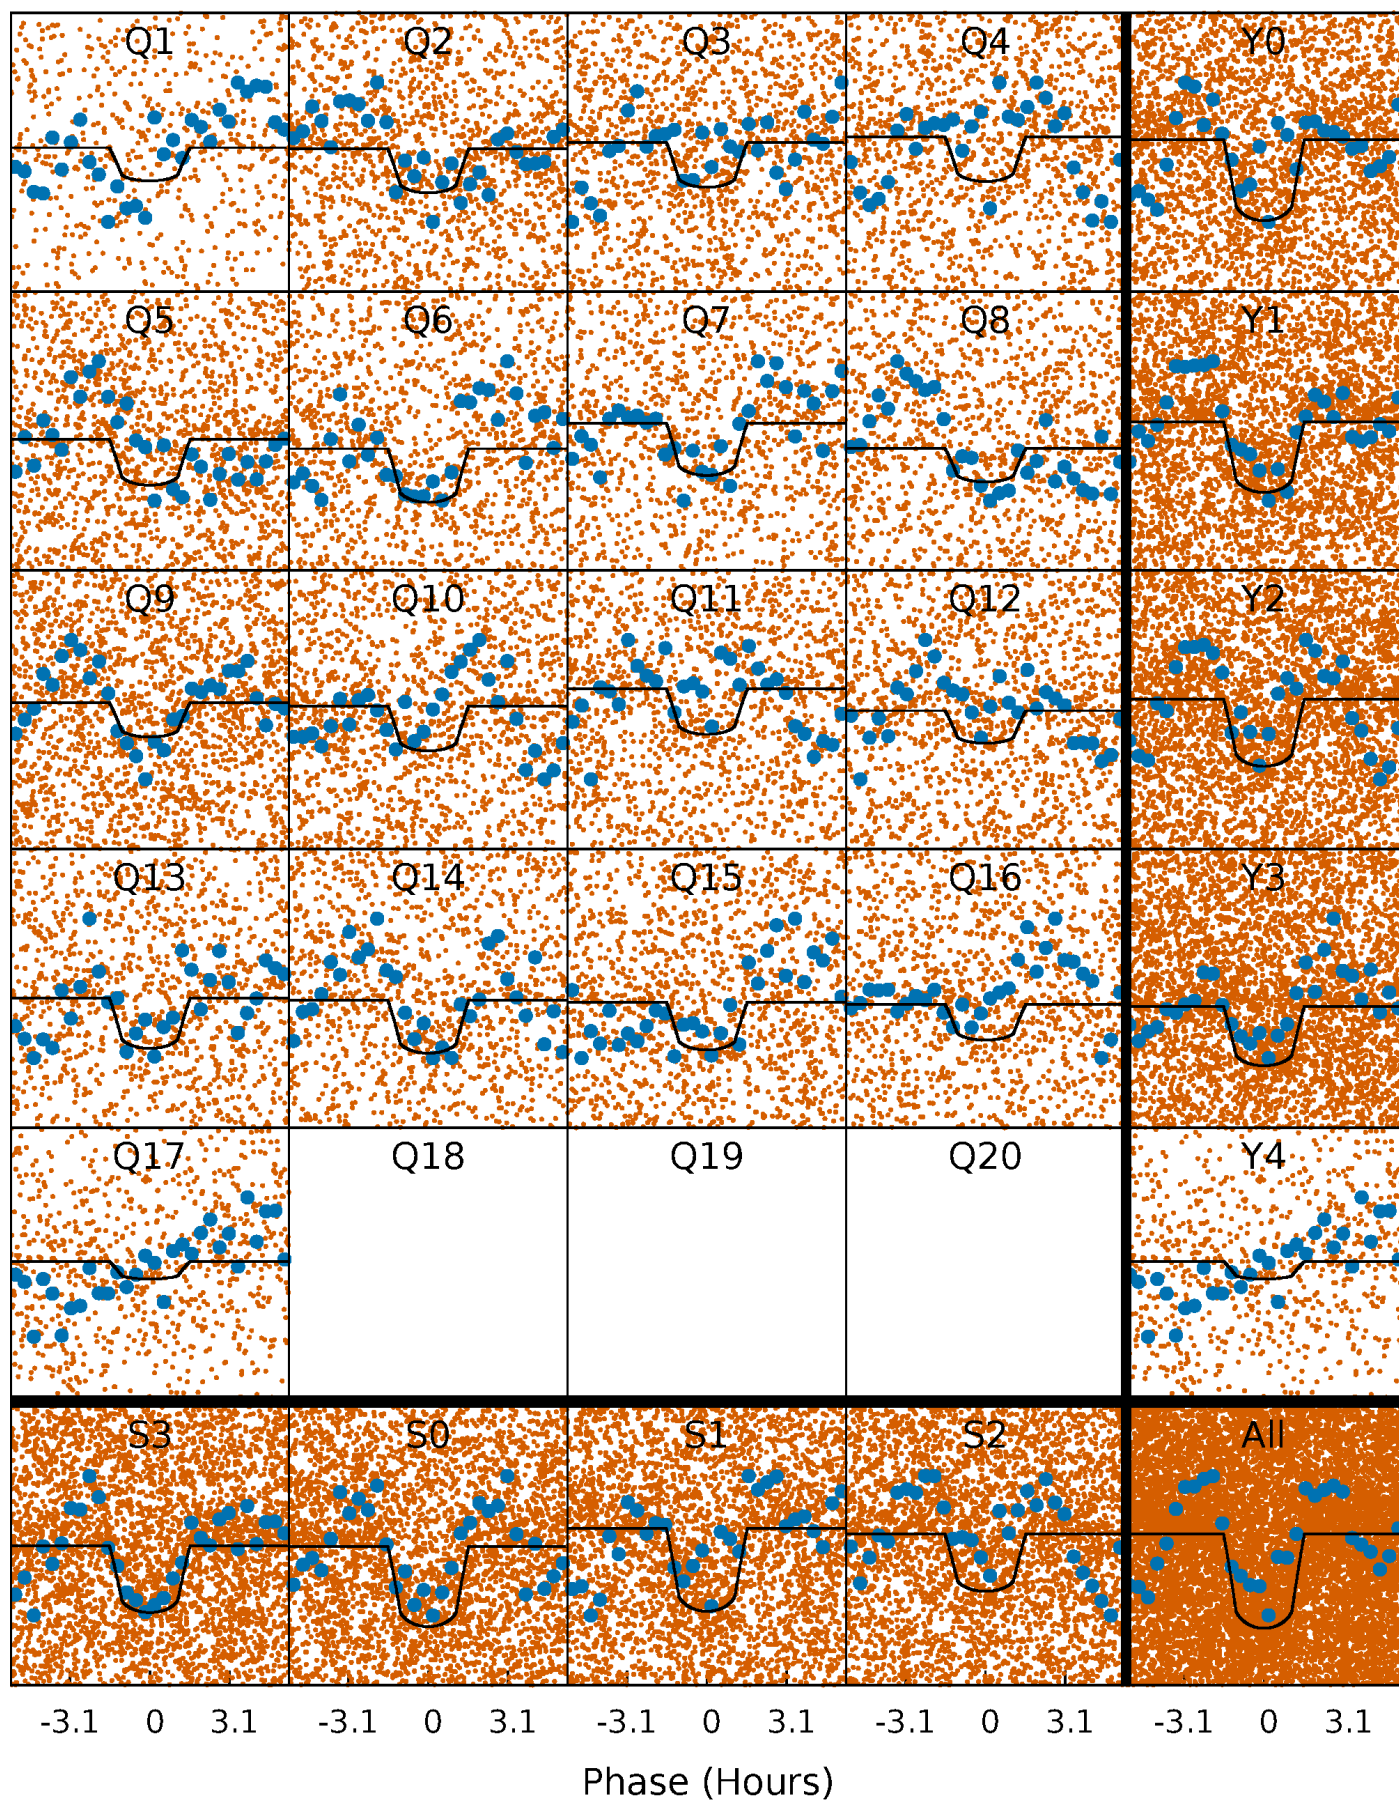 Q1 Q2 Q3 Q4 Y0
Q5 Q6 Q7 Q8 Y1
Q9 Q10 Q11 Q12 Y2
Q13 Q14 Q15 Q16 Y3
Q17 Q18 Q19 Q20 Y4
S3 S0 S1 S2 All
-3.1 0 3.1 -3.1 0 3.1 -3.1 0 3.1 -3.1 0 3.1 -3.1 0 3.1
Phase (Hours)